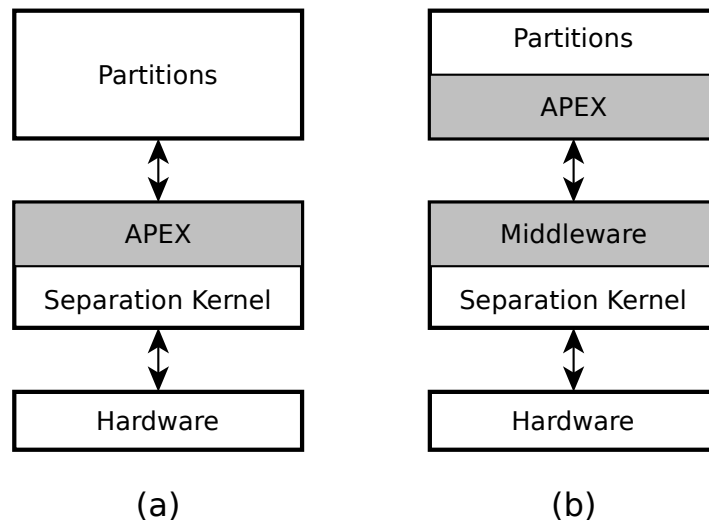 Partitions
APEX
Separation Kernel
Hardware
(a)
Partitions
APEX
Middleware
Separation Kernel
Hardware
(b)